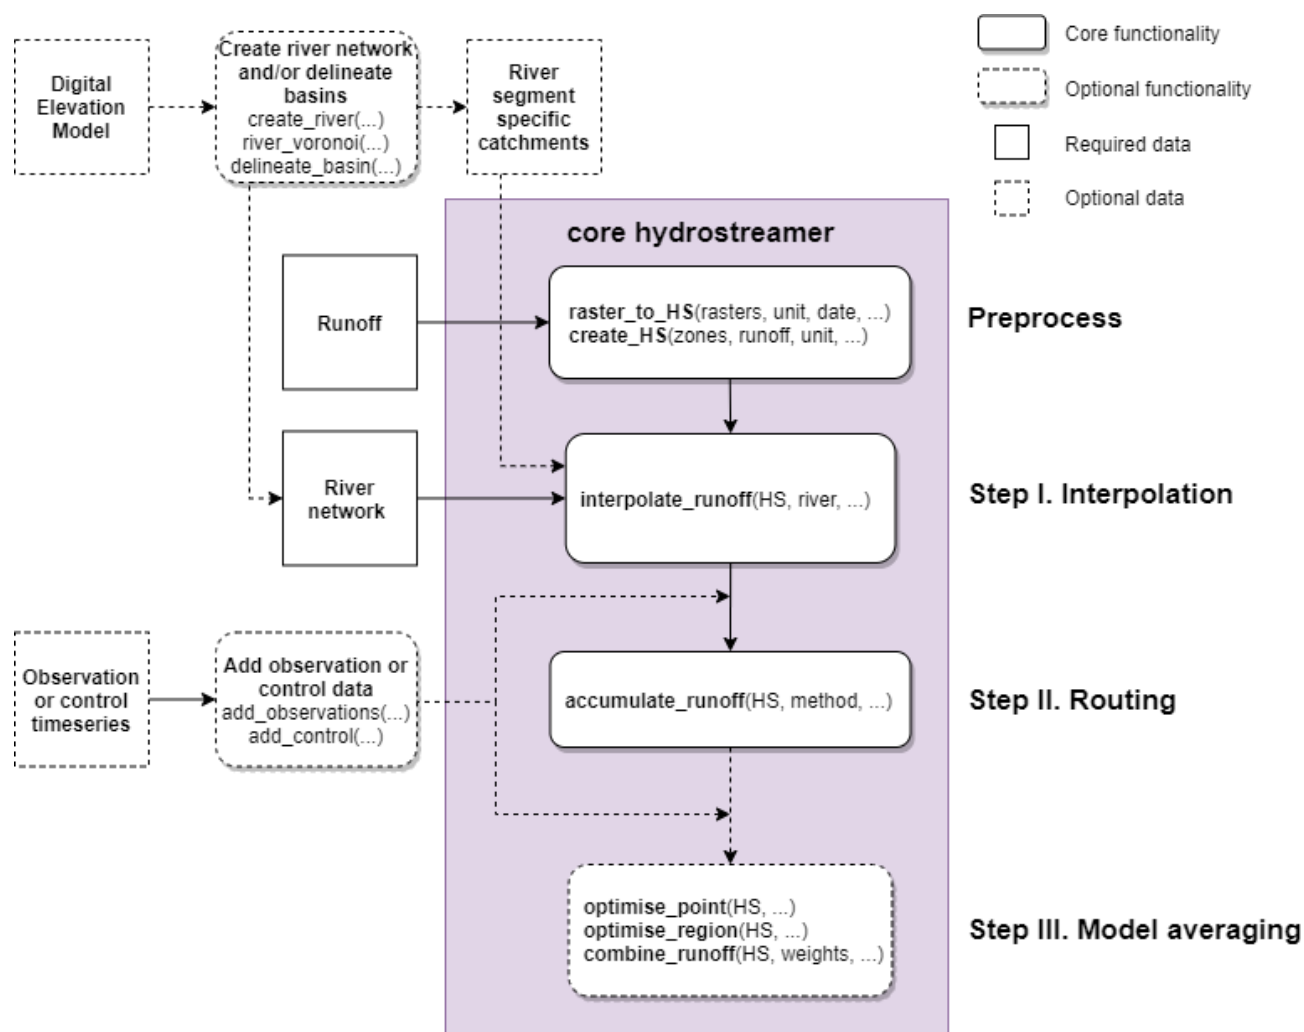 Digital
Elevation
Model
Create river network
and/or delineate
basins
create_river(...)
river_voronoi(...)
delineate_basin(...)
River
segment
specific
catchments
Core functionality
Optional functionality
Required data
Optional data
core hydrostreamer
Runoff
raster_to_HS(rasters, unit, date, ...)
create_HS(zones, runoff, unit, ...)
Preprocess
River
network
interpolate_runoff(HS, river, ...)
Step I. Interpolation
Observation
or control
timeseries
Add observation or
control data
add_observations(...)
add_control(...)
accumulate_runoff(HS, method, ...)
Step II. Routing
optimise_point(HS, ...)
optimise_region(HS, ...)
combine_runoff(HS, weights, ...)
Step III. Model averaging